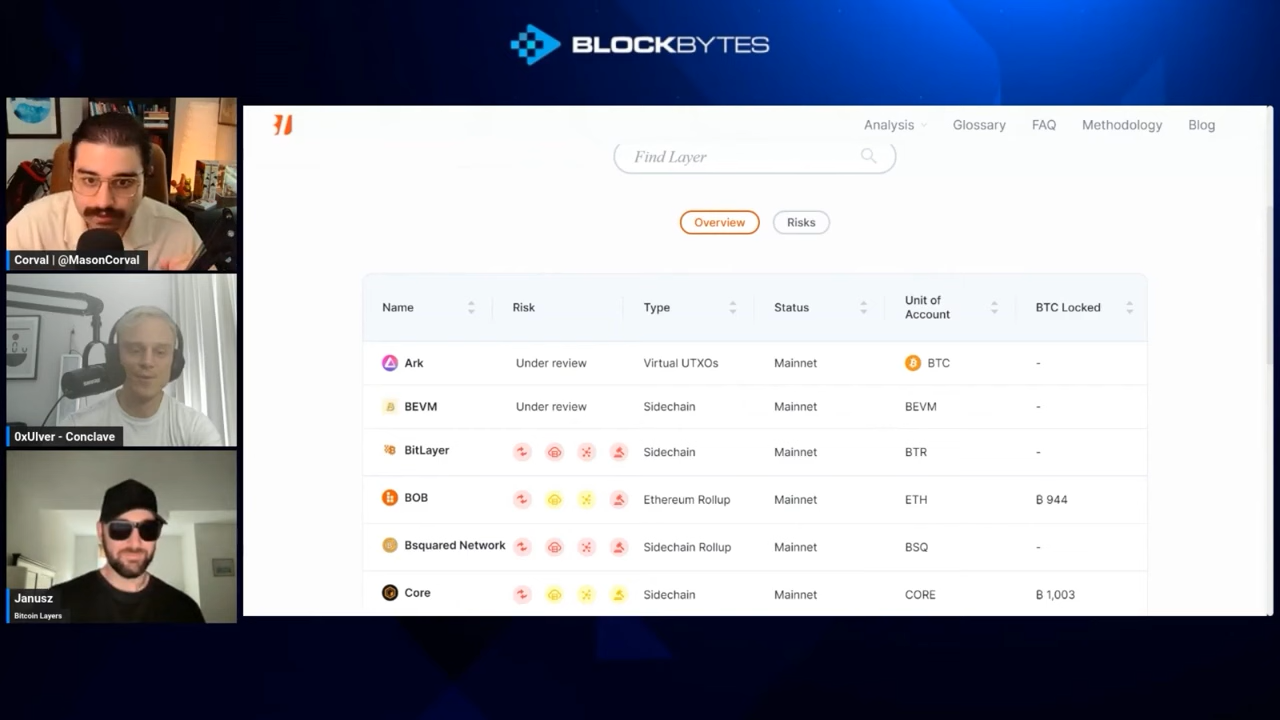 BLOCKBYTES
Corval | @MasonCorval
0xUlver - Conclave
Janusz
Bitcoin Layers
Analysis
Glossary
FAQ
Methodology
Blog
Find Layer
Overview
Risks
Name Risk Type Status Unit of Account BTC Locked
Ark Under review Virtual UTXOs Mainnet BTC -
BEVM Under review Sidechain Mainnet BEVM -
BitLayer Sidechain Mainnet BTR -
BOB Ethereum Rollup Mainnet ETH ₿ 944
Bsquared Network Sidechain Rollup Mainnet BSQ -
Core Sidechain Mainnet CORE ₿ 1,003